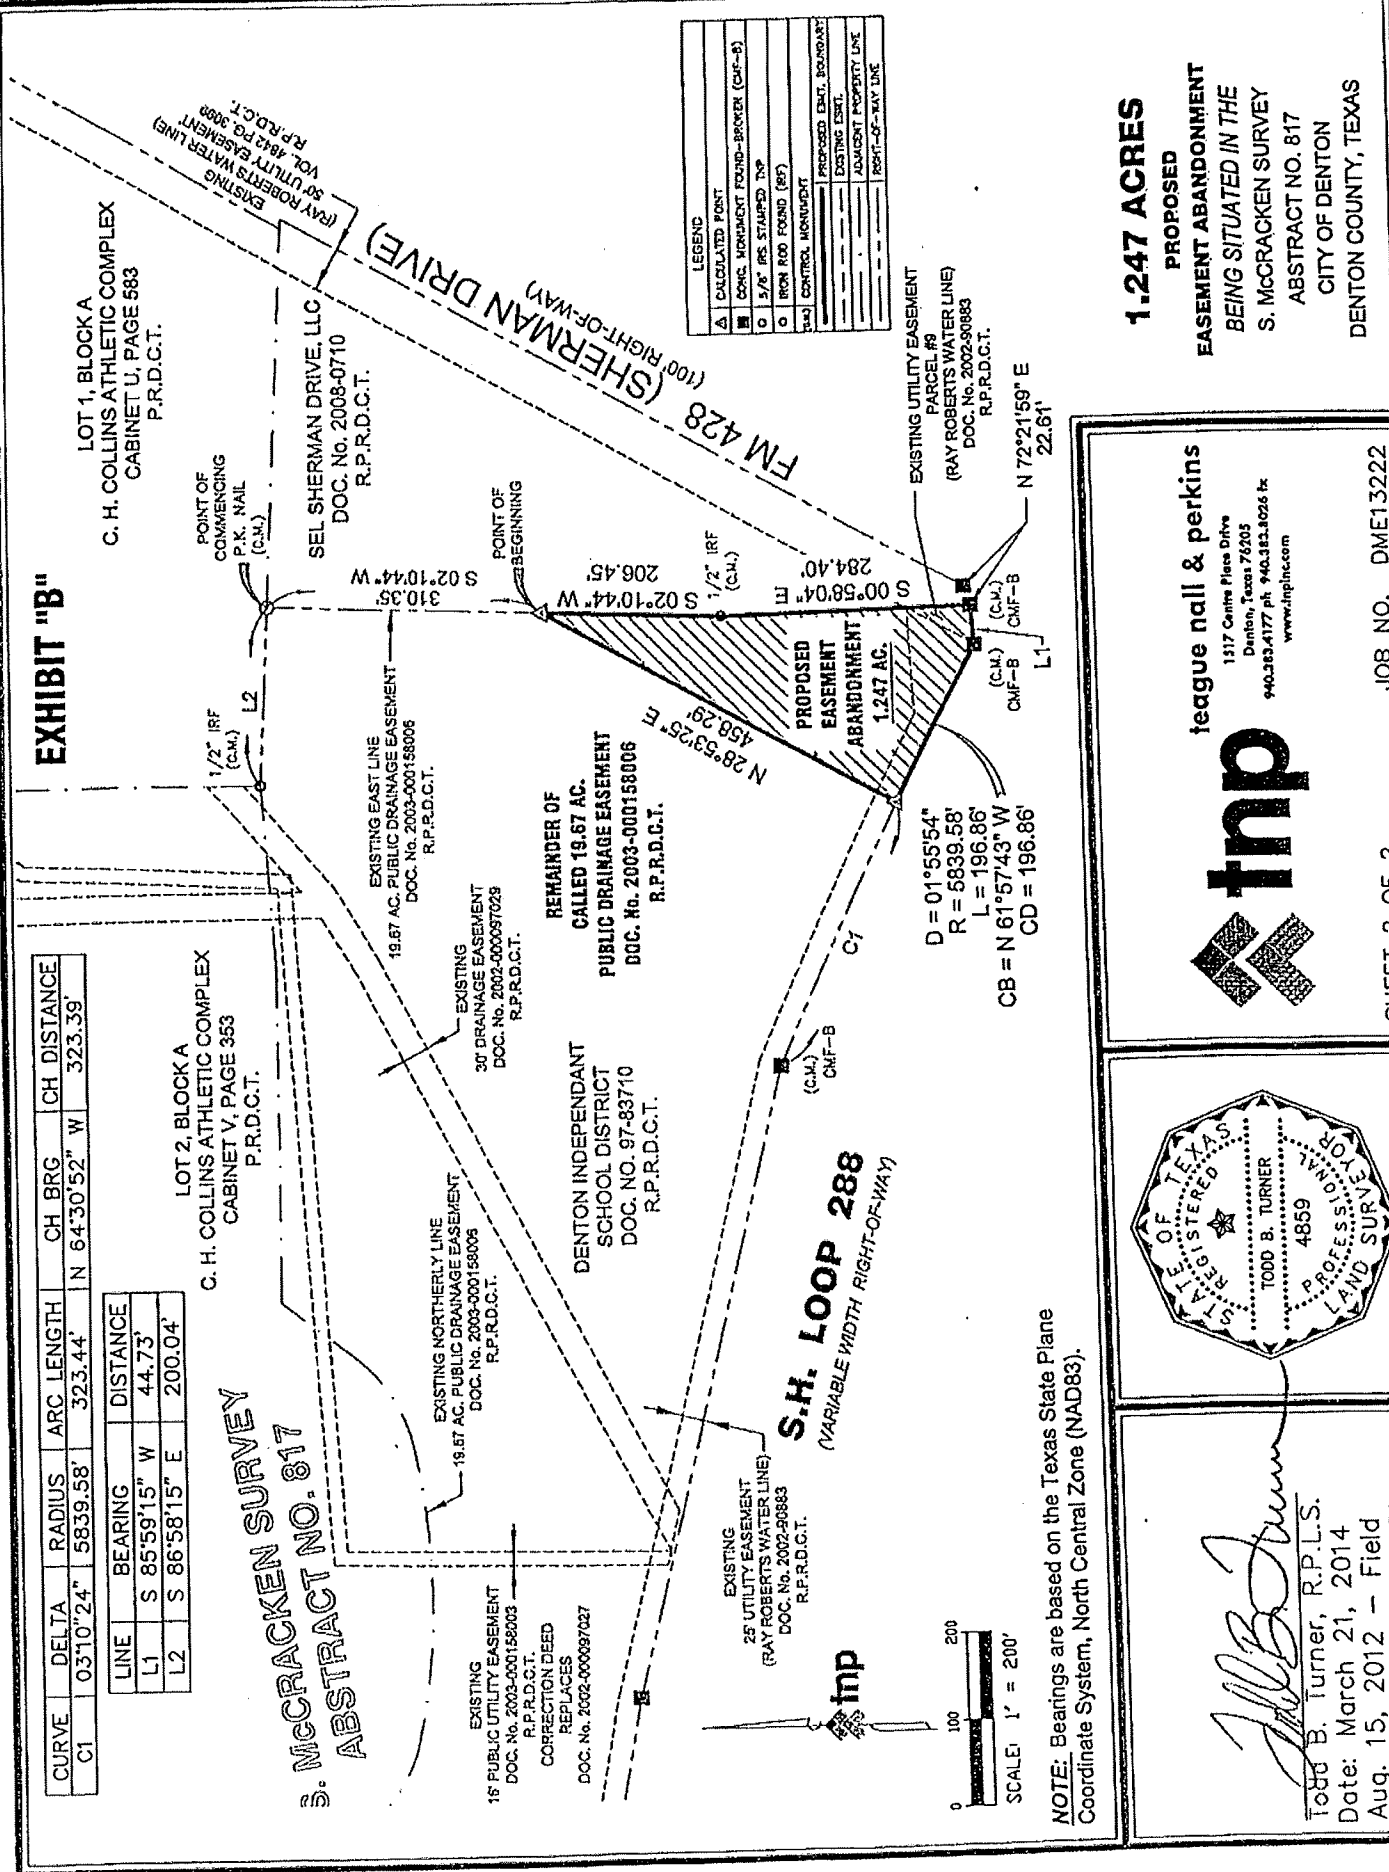 EXHIBIT "B"
CURVE DELTA RADIUS ARC LENGTH CH BRG CH DISTANCE
C1 03°10'24" 5839.58' 323.44' N 64°30'52" W 323.39'
LINE BEARING DISTANCE
L1 S 85°59'15" W 44.73'
L2 S 86°58'15" E 200.04'
S. McCRACKEN SURVEY
ABSTRACT NO. 817
LOT 2, BLOCK A
C. H. COLLINS ATHLETIC COMPLEX
CABINET V, PAGE 353
P.R.D.C.T.
LOT 1, BLOCK A
C. H. COLLINS ATHLETIC COMPLEX
CABINET U, PAGE 583
P.R.D.C.T.
EXISTING
(RAY ROBERTS WATER LINE)
50' UTILITY EASEMENT
VOL. 4842 PG. 3099
R.P.R.D.C.T.
1/2" IRF
(C.M.)
L2
POINT OF
COMMENCING
P.K. NAIL
(C.M.)
SEL SHERMAN DRIVE, LLC
DOC. No. 2008-0710
R.P.R.D.C.T.
FM 428 (SHERMAN DRIVE)
(100' RIGHT-OF-WAY)
S 02°10'44" W
310.35'
EXISTING EAST LINE
19.67 AC. PUBLIC DRAINAGE EASEMENT
DOC. No. 2003-000158006
R.P.R.D.C.T.
EXISTING
30' DRAINAGE EASEMENT
DOC. No. 2002-000097029
R.P.R.D.C.T.
EXISTING NORTHERLY LINE
19.67 AC. PUBLIC DRAINAGE EASEMENT
DOC. No. 2003-000158006
R.P.R.D.C.T.
EXISTING
16' PUBLIC UTILITY EASEMENT
DOC. No. 2003-000158003
R.P.R.D.C.T.
CORRECTION DEED
REPLACES
DOC. No. 2002-000097027
POINT OF
BEGINNING
S 02°10'44" W
206.45'
1/2" IRF
(C.M.)
S 00°58'04" E
284.40'
N 28°53'25" E
458.29'
PROPOSED
EASEMENT
ABANDONMENT
1.247 AC.
REMAINDER OF
CALLED 19.67 AC.
PUBLIC DRAINAGE EASEMENT
DOC. No. 2003-000158006
R.P.R.D.C.T.
DENTON INDEPENDANT
SCHOOL DISTRICT
DOC. NO. 97-83710
R.P.R.D.C.T.
LEGEND
CALCULATED POINT
CONC. MONUMENT FOUND-BROKEN (CMF-B)
5/8" IRS STAMPED TNP
IRON ROD FOUND (IRF)
(C.M.) CONTROL MONUMENT
PROPOSED ESMT. BOUNDARY
EXISTING ESMT.
ADJACENT PROPERTY LINE
RIGHT-OF-WAY LINE
EXISTING UTILITY EASEMENT
PARCEL #9
(RAY ROBERTS WATER LINE)
DOC. No. 2002-90883
R.P.R.D.C.T.
N 72°21'59" E
22.61'
(C.M.)
CMF-B
(C.M.)
CMF-B
L1
C1
D = 01°55'54"
R = 5839.58'
L = 196.86'
CB = N 61°57'43" W
CD = 196.86'
(C.M.)
CMF-B
S.H. LOOP 288
(VARIABLE WIDTH RIGHT-OF-WAY)
EXISTING
25' UTILITY EASEMENT
(RAY ROBERTS WATER LINE)
DOC. No. 2002-90883
R.P.R.D.C.T.
tnp
0 100 200
SCALE: 1" = 200'
NOTE: Bearings are based on the Texas State Plane
Coordinate System, North Central Zone (NAD83).
Todd B. Turner, R.P.L.S.
Date: March 21, 2014
Aug. 15, 2012 - Field
STATE OF TEXAS
REGISTERED
TODD B. TURNER
4859
PROFESSIONAL
LAND SURVEYOR
tnp
teague nall & perkins
1517 Centre Place Drive
Denton, Texas 76205
940.383.4177 ph 940.383.8026 fx
www.tnpinc.com
JOB NO. DME13222
1.247 ACRES
PROPOSED
EASEMENT ABANDONMENT
BEING SITUATED IN THE
S. McCRACKEN SURVEY
ABSTRACT NO. 817
CITY OF DENTON
DENTON COUNTY, TEXAS